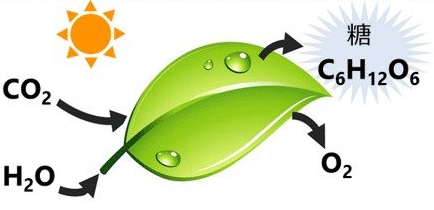 糖
C₆H₁₂O₆
CO₂
H₂O
O₂